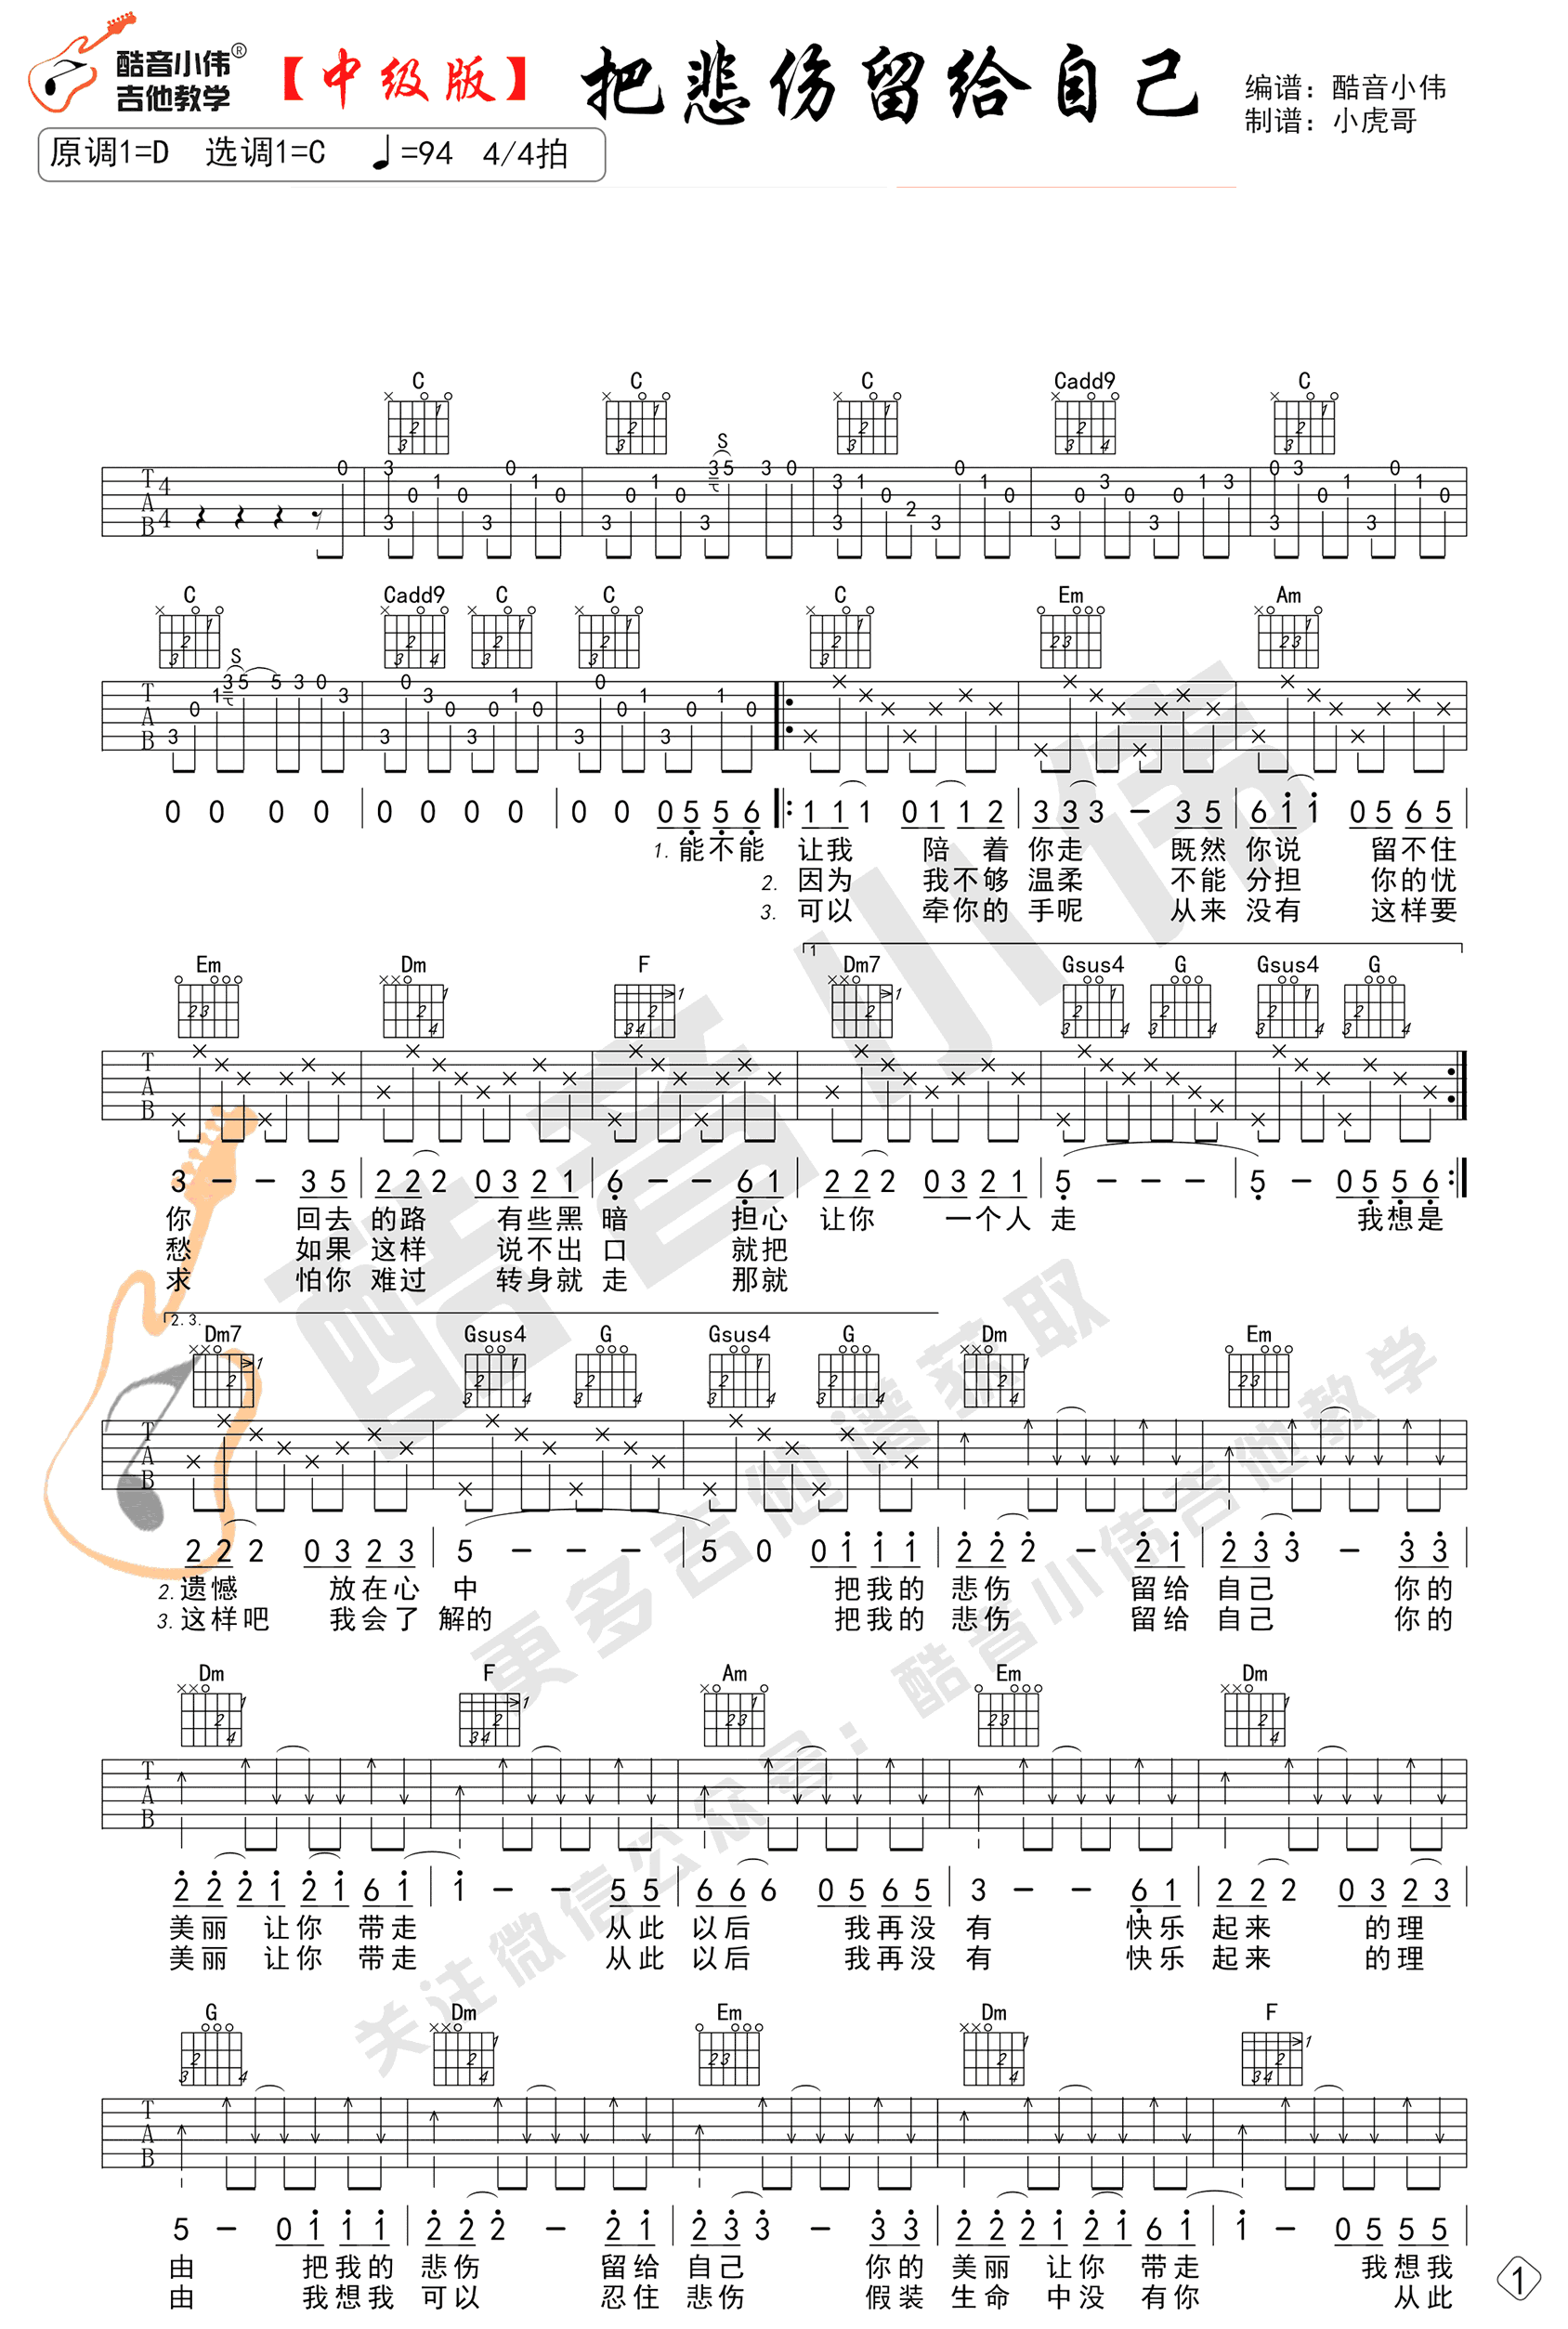 酷音小伟®
吉他教学
【中级版】
把悲伤留给自己
编谱：酷音小伟
制谱：小虎哥
原调1=D 选调1=C ♩=94 4/4拍
C C C Cadd9 C
S
C Cadd9 C C C Em Am
S
0 0 0 0 0 0 0 0 0 0 0 5 5 6 1 1 1 0 1 1 2 3 3 3 - 3 5 6 1 1 0 5 6 5
1. 能不能 让我 陪 着 你走 既然 你说 留不住
2. 因为 我不够 温柔 不能 分担 你的忧
3. 可以 牵你的 手呢 从来 没有 这样要
1
Em Dm F Dm7 Gsus4 G Gsus4 G
3 - - 3 5 2 2 2 0 3 2 1 6 - - 6 1 2 2 2 0 3 2 1 5 - - - 5 - 0 5 5 6
你 回去 的路 有些黑 暗 担心 让你 一个人 走 我想是
愁 如果 这样 说不出 口 就把
求 怕你 难过 转身就 走 那就
2.3.
Dm7 Gsus4 G Gsus4 G Dm Em
2 2 2 0 3 2 3 5 - - - 5 0 0 1 1 1 2 2 2 - 2 1 2 3 3 - 3 3
2. 遗憾 放在心 中 把我的 悲伤 留给 自己 你的
3. 这样吧 我会了 解的 把我的 悲伤 留给 自己 你的
Dm F Am Em Dm
2 2 2 1 2 1 6 1 1 - - 5 5 6 6 6 0 5 6 5 3 - - 6 1 2 2 2 0 3 2 3
美丽 让你 带走 从此 以后 我再没 有 快乐 起来 的理
美丽 让你 带走 从此 以后 我再没 有 快乐 起来 的理
G Dm Em Dm F
5 - 0 1 1 1 2 2 2 - 2 1 2 3 3 - 3 3 2 2 2 1 2 1 6 1 1 - 0 5 5 5
由 把我的 悲伤 留给 自己 你的 美丽 让你 带走 我想我
由 我想我 可以 忍住 悲伤 假装 生命 中没 有你 从此
1
酷音小伟
更多吉他谱获取
关注微信公众号：酷音小伟吉他教学